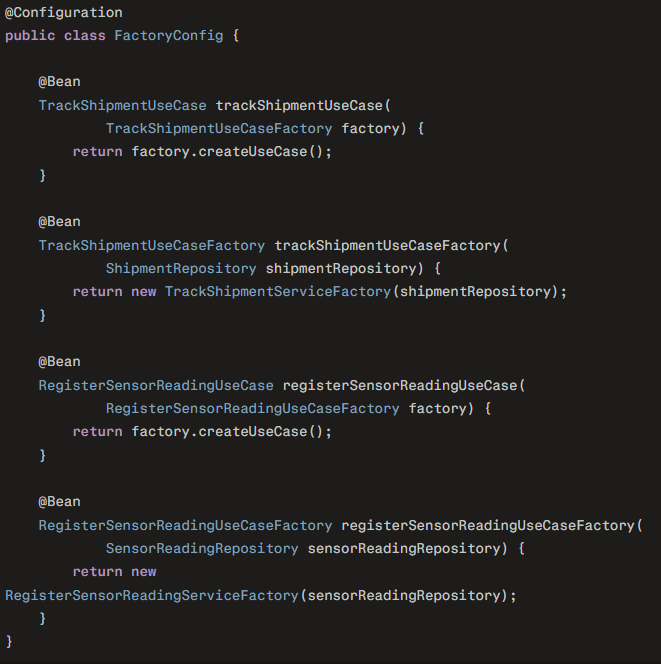 @Configuration
public class FactoryConfig {
    @Bean
    TrackShipmentUseCase trackShipmentUseCase(
            TrackShipmentUseCaseFactory factory) {
        return factory.createUseCase();
    }
    @Bean
    TrackShipmentUseCaseFactory trackShipmentUseCaseFactory(
            ShipmentRepository shipmentRepository) {
        return new TrackShipmentServiceFactory(shipmentRepository);
    }
    @Bean
    RegisterSensorReadingUseCase registerSensorReadingUseCase(
            RegisterSensorReadingUseCaseFactory factory) {
        return factory.createUseCase();
    }
    @Bean
    RegisterSensorReadingUseCaseFactory registerSensorReadingUseCaseFactory(
            SensorReadingRepository sensorReadingRepository) {
        return new
RegisterSensorReadingServiceFactory(sensorReadingRepository);
    }
}